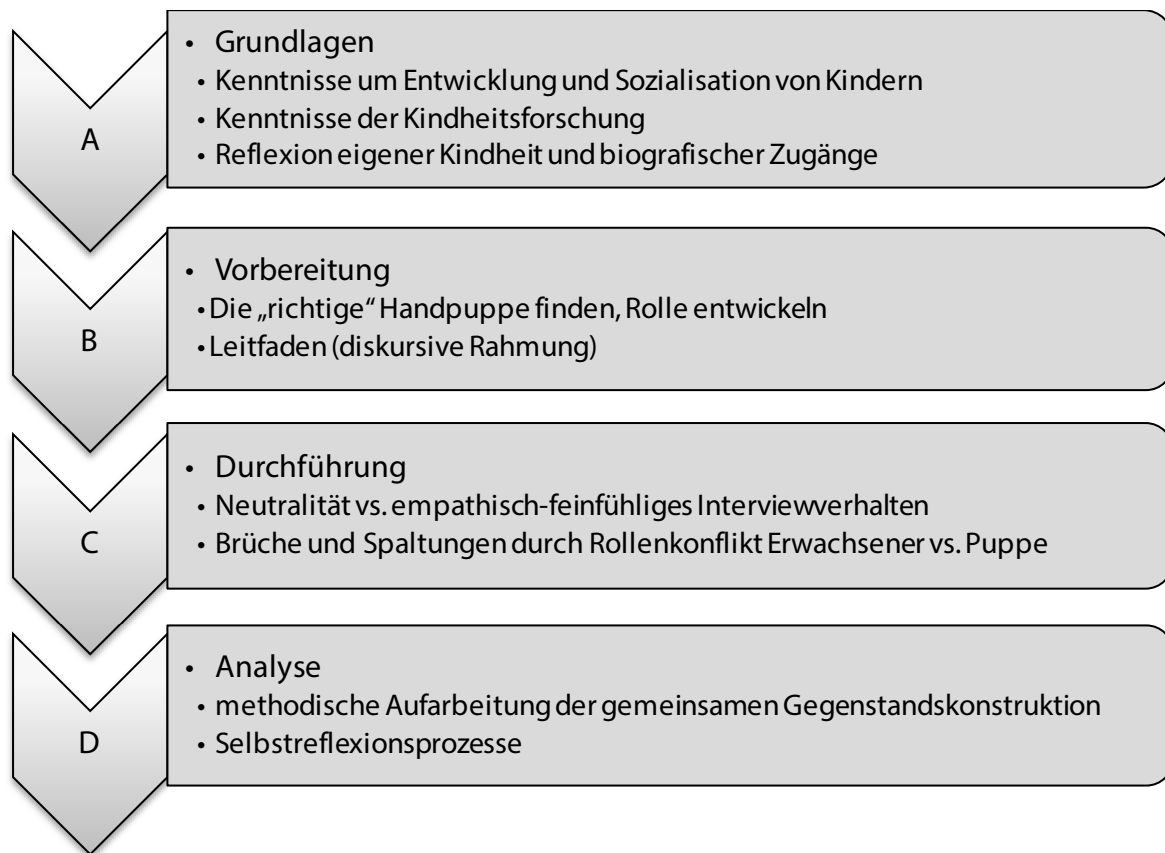 A
• Grundlagen
• Kenntnisse um Entwicklung und Sozialisation von Kindern
• Kenntnisse der Kindheitsforschung
• Reflexion eigener Kindheit und biografischer Zugänge
B
• Vorbereitung
• Die „richtige“ Handpuppe finden, Rolle entwickeln
• Leitfaden (diskursive Rahmung)
C
• Durchführung
• Neutralität vs. empathisch-feinfühliges Interviewverhalten
• Brüche und Spaltungen durch Rollenkonflikt Erwachsener vs. Puppe
D
• Analyse
• methodische Aufarbeitung der gemeinsamen Gegenstandskonstruktion
• Selbstreflexionsprozesse